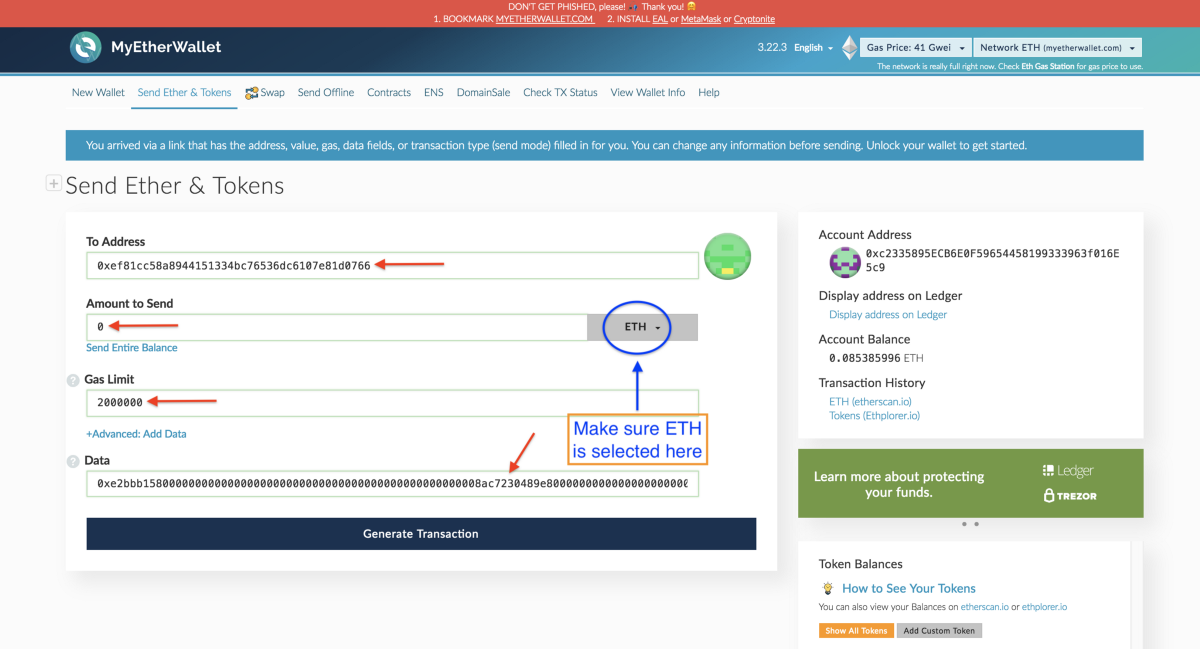 DON'T GET PHISHED, please! Thank you!
1. BOOKMARK MYETHERWALLET.COM 2. INSTALL EAL or MetaMask or Cryptonite
MyEtherWallet
3.22.3 English
Gas Price: 41 Gwei
Network ETH (myetherwallet.com)
The network is really full right now. Check Eth Gas Station for gas price to use.
New Wallet Send Ether & Tokens Swap Send Offline Contracts ENS DomainSale Check TX Status View Wallet Info Help
You arrived via a link that has the address, value, gas, data fields, or transaction type (send mode) filled in for you. You can change any information before sending. Unlock your wallet to get started.
+ Send Ether & Tokens
To Address
0xef81cc58a8944151334bc76536dc6107e81d0766
Amount to Send
0
ETH
Send Entire Balance
? Gas Limit
2000000
Make sure ETH
is selected here
+Advanced: Add Data
? Data
Generate Transaction
Account Address
0xc2335895ECB6E0F59654458199333963f016E
5c9
Display address on Ledger
Display address on Ledger
Account Balance
0.085385996 ETH
Transaction History
ETH (etherscan.io)
Tokens (Ethplorer.io)
Learn more about protecting
your funds.
Ledger
TREZOR
Token Balances
How to See Your Tokens
You can also view your Balances on etherscan.io or ethplorer.io
Show All Tokens Add Custom Token